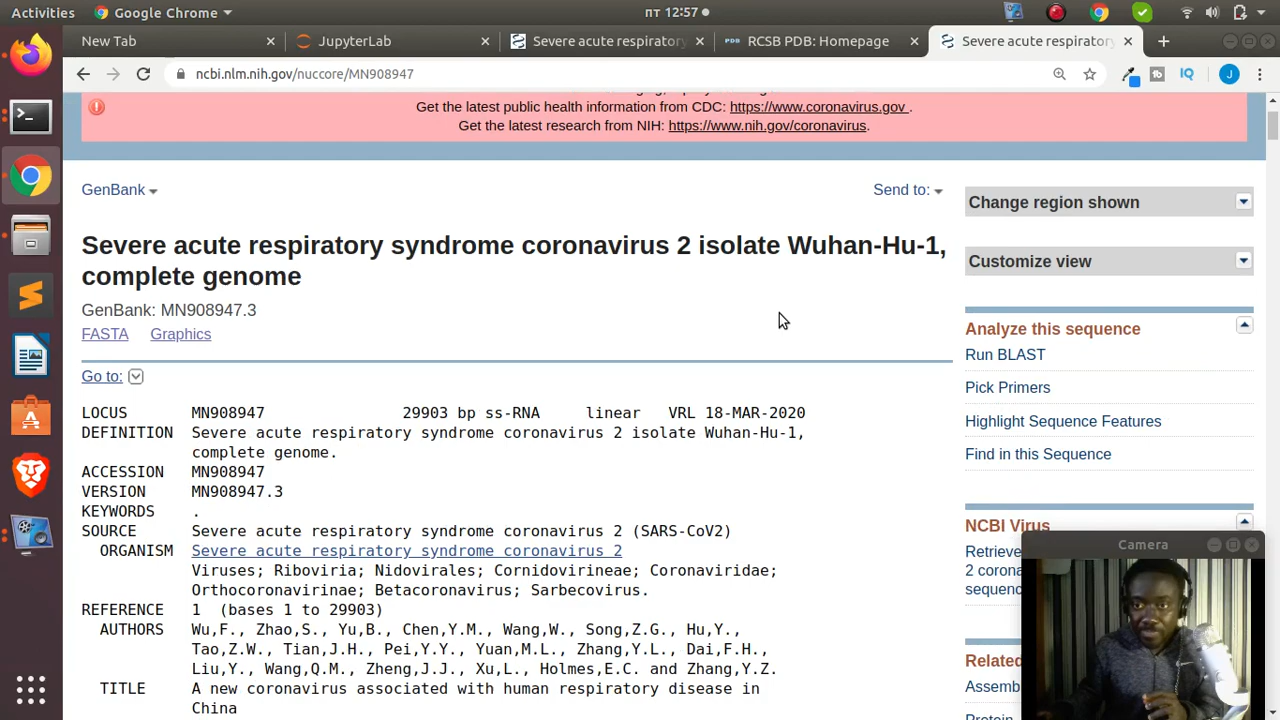 Activities Google Chrome пт 12:57
New Tab JupyterLab Severe acute respiratory RCSB PDB: Homepage Severe acute respiratory
ncbi.nlm.nih.gov/nuccore/MN908947
Get the latest public health information from CDC: https://www.coronavirus.gov .
Get the latest research from NIH: https://www.nih.gov/coronavirus.
GenBank Send to:
Change region shown
Severe acute respiratory syndrome coronavirus 2 isolate Wuhan-Hu-1,
complete genome
Customize view
GenBank: MN908947.3
FASTA Graphics
Analyze this sequence
Run BLAST
Pick Primers
Highlight Sequence Features
Find in this Sequence
Go to:
LOCUS MN908947 29903 bp ss-RNA linear VRL 18-MAR-2020
DEFINITION Severe acute respiratory syndrome coronavirus 2 isolate Wuhan-Hu-1,
complete genome.
ACCESSION MN908947
VERSION MN908947.3
KEYWORDS .
SOURCE Severe acute respiratory syndrome coronavirus 2 (SARS-CoV2)
ORGANISM Severe acute respiratory syndrome coronavirus 2
Viruses; Riboviria; Nidovirales; Cornidovirineae; Coronaviridae;
Orthocoronavirinae; Betacoronavirus; Sarbecovirus.
REFERENCE 1 (bases 1 to 29903)
AUTHORS Wu,F., Zhao,S., Yu,B., Chen,Y.M., Wang,W., Song,Z.G., Hu,Y.,
Tao,Z.W., Tian,J.H., Pei,Y.Y., Yuan,M.L., Zhang,Y.L., Dai,F.H.,
Liu,Y., Wang,Q.M., Zheng,J.J., Xu,L., Holmes,E.C. and Zhang,Y.Z.
TITLE A new coronavirus associated with human respiratory disease in
China
NCBI Virus
Retrieve
2 corona
sequenc
Related
Assemb
Protein
Camera